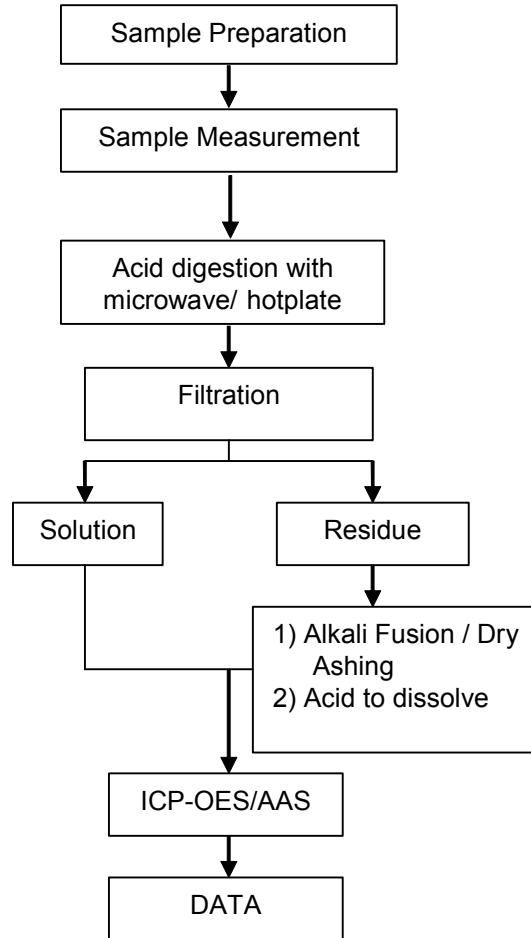 Sample Preparation
Sample Measurement
Acid digestion with
microwave/ hotplate
Filtration
Solution
Residue
1) Alkali Fusion / Dry
Ashing
2) Acid to dissolve
ICP-OES/AAS
DATA